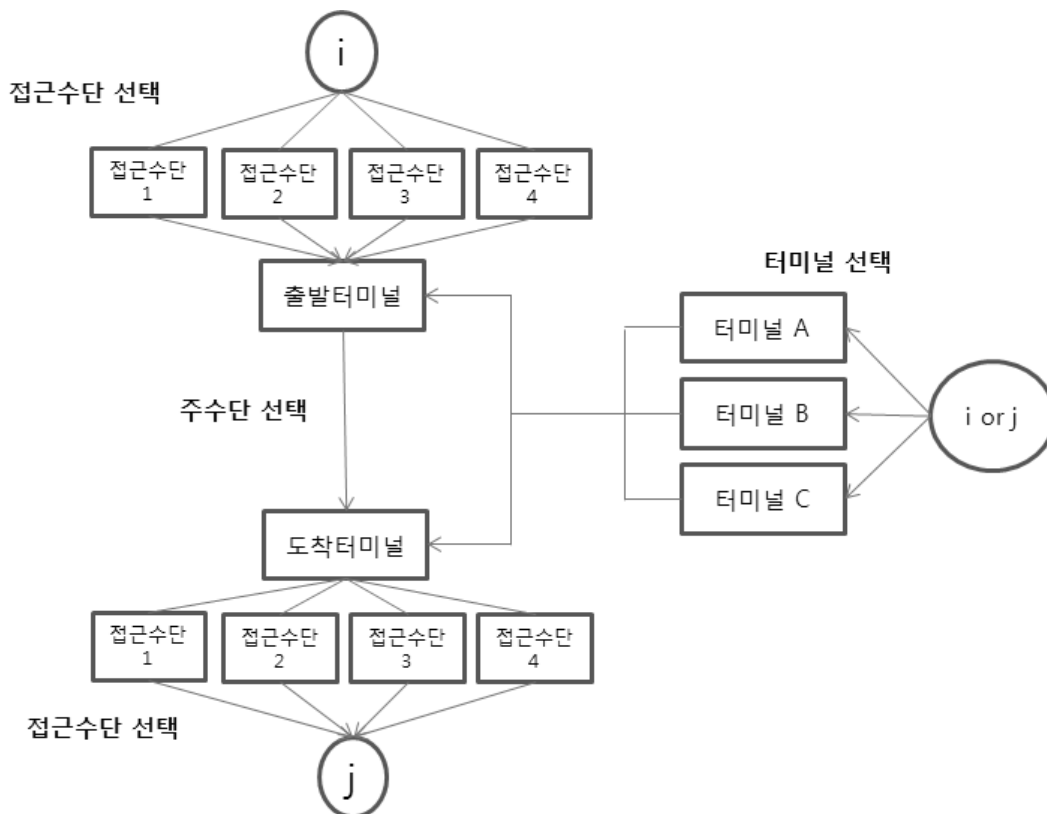 i
접근수단 선택
접근수단
1
접근수단
2
접근수단
3
접근수단
4
출발터미널
터미널 선택
터미널 A
주수단 선택
터미널 B
i or j
터미널 C
도착터미널
접근수단
1
접근수단
2
접근수단
3
접근수단
4
접근수단 선택
j